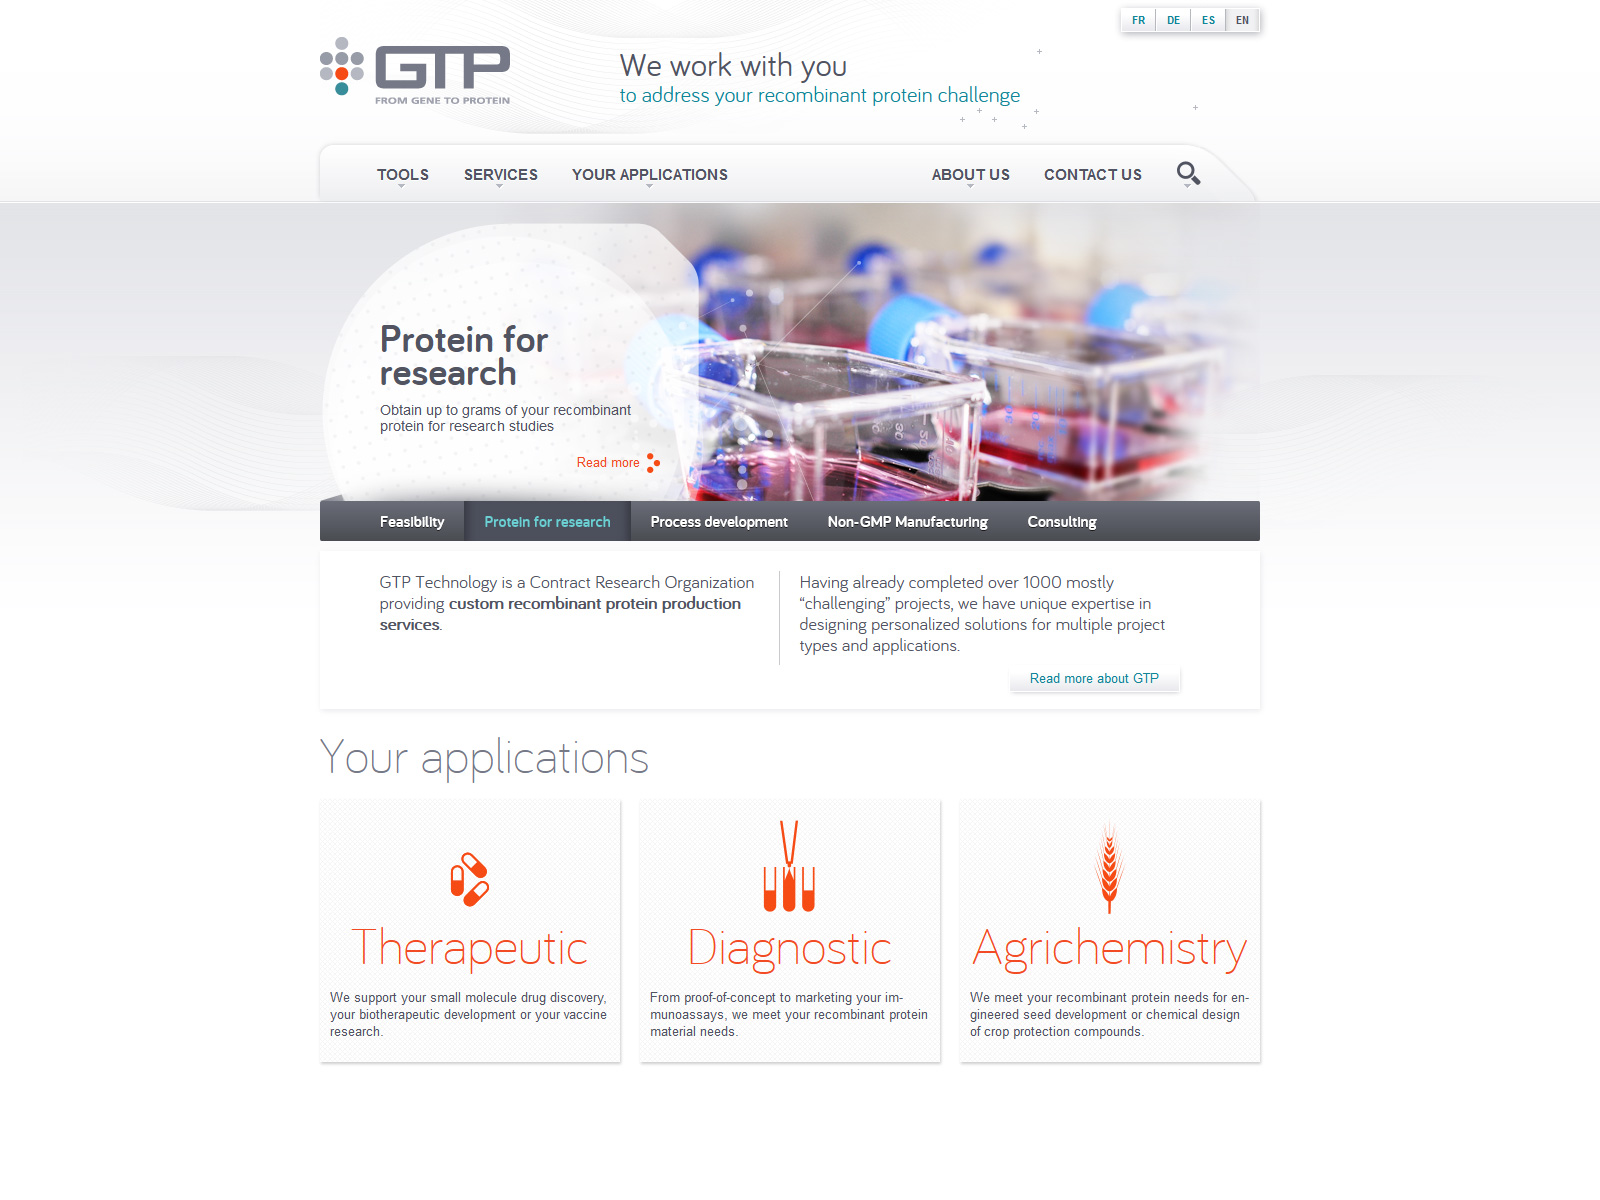 FR DE ES EN
GTP
FROM GENE TO PROTEIN
We work with you
to address your recombinant protein challenge
TOOLS SERVICES YOUR APPLICATIONS ABOUT US CONTACT US
Protein for
research
Obtain up to grams of your recombinant
protein for research studies
Read more
Feasibility Protein for research Process development Non-GMP Manufacturing Consulting
GTP Technology is a Contract Research Organization
providing custom recombinant protein production
services.
Having already completed over 1000 mostly
“challenging” projects, we have unique expertise in
designing personalized solutions for multiple project
types and applications.
Read more about GTP
Your applications
Therapeutic
We support your small molecule drug discovery,
your biotherapeutic development or your vaccine
research.
Diagnostic
From proof-of-concept to marketing your im-
munoassays, we meet your recombinant protein
material needs.
Agrichemistry
We meet your recombinant protein needs for en-
gineered seed development or chemical design
of crop protection compounds.